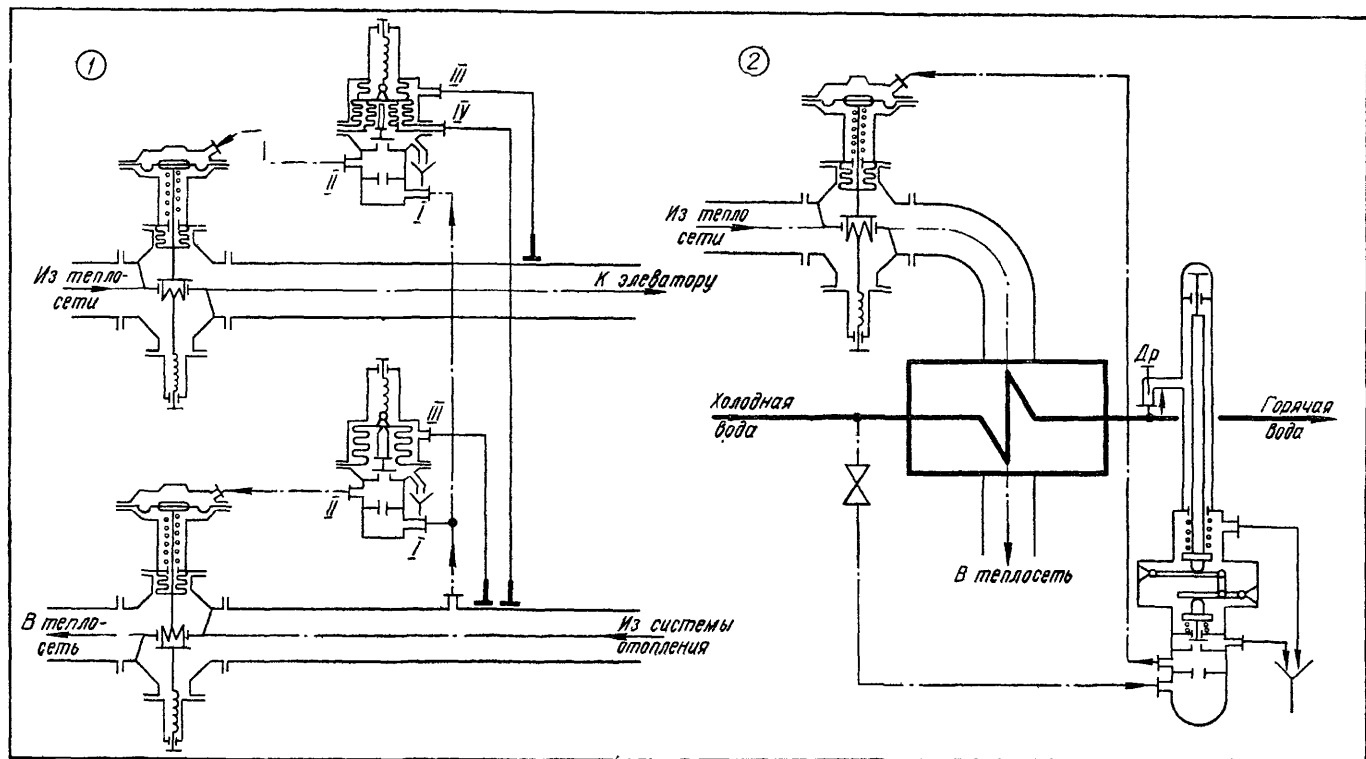 1
III
IV
II
I
Из тепло-
сети
К элеватору
III
II
I
В тепло-
сеть
Из системы
отопления
2
Из тепло
сети
Др
Холодная
вода
Горячая
вода
В теплосеть